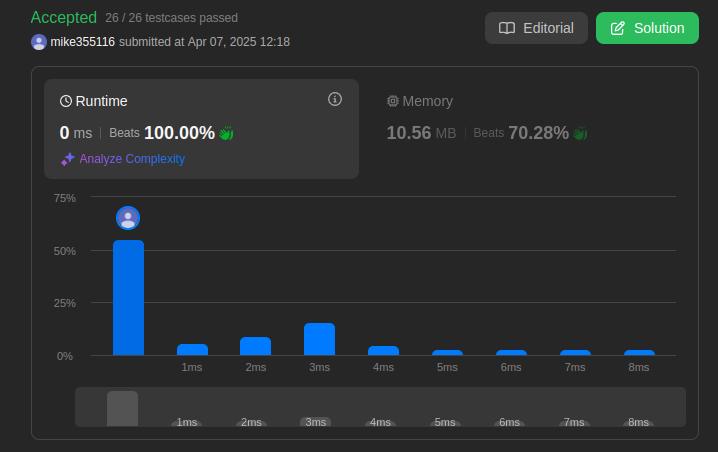 Accepted 26 / 26 testcases passed
mike355116 submitted at Apr 07, 2025 12:18
Editorial
Solution
Runtime
0 ms | Beats 100.00%
Analyze Complexity
Memory
10.56 MB | Beats 70.28%
75%
50%
25%
0%
1ms 2ms 3ms 4ms 5ms 6ms 7ms 8ms
1ms 2ms 3ms 4ms 5ms 6ms 7ms 8ms